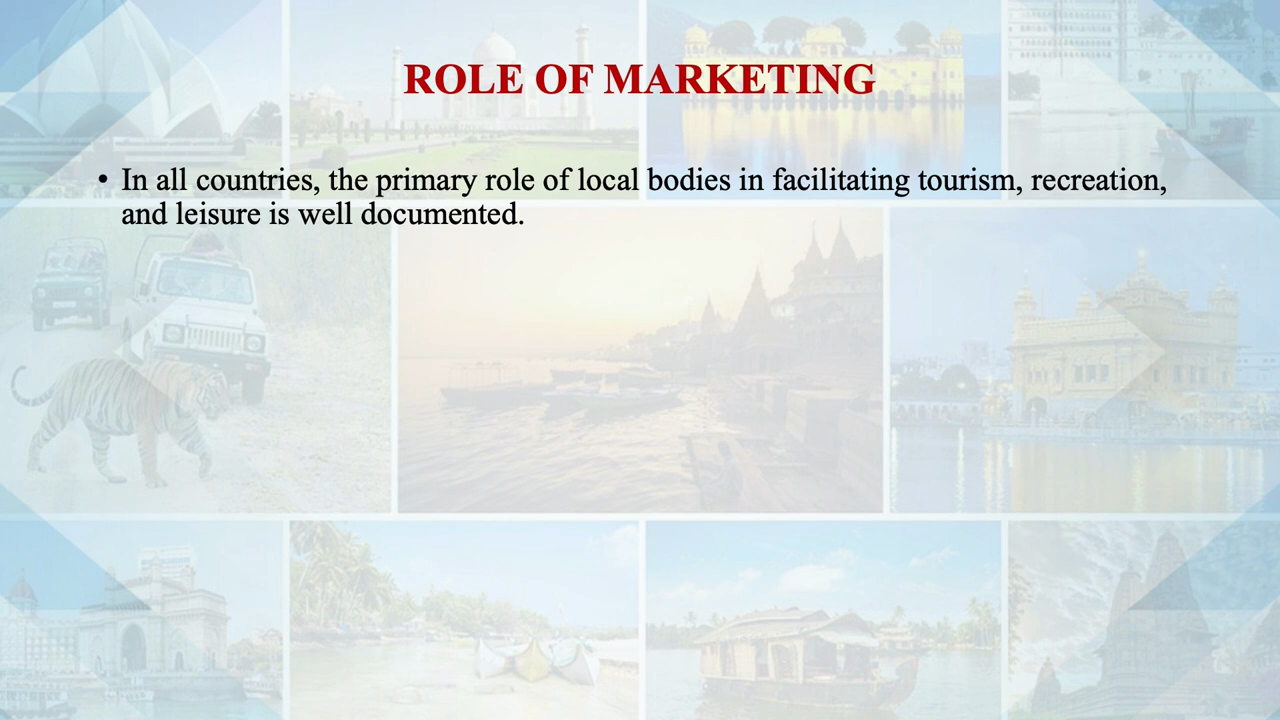 ROLE OF MARKETING
• In all countries, the primary role of local bodies in facilitating tourism, recreation,
and leisure is well documented.